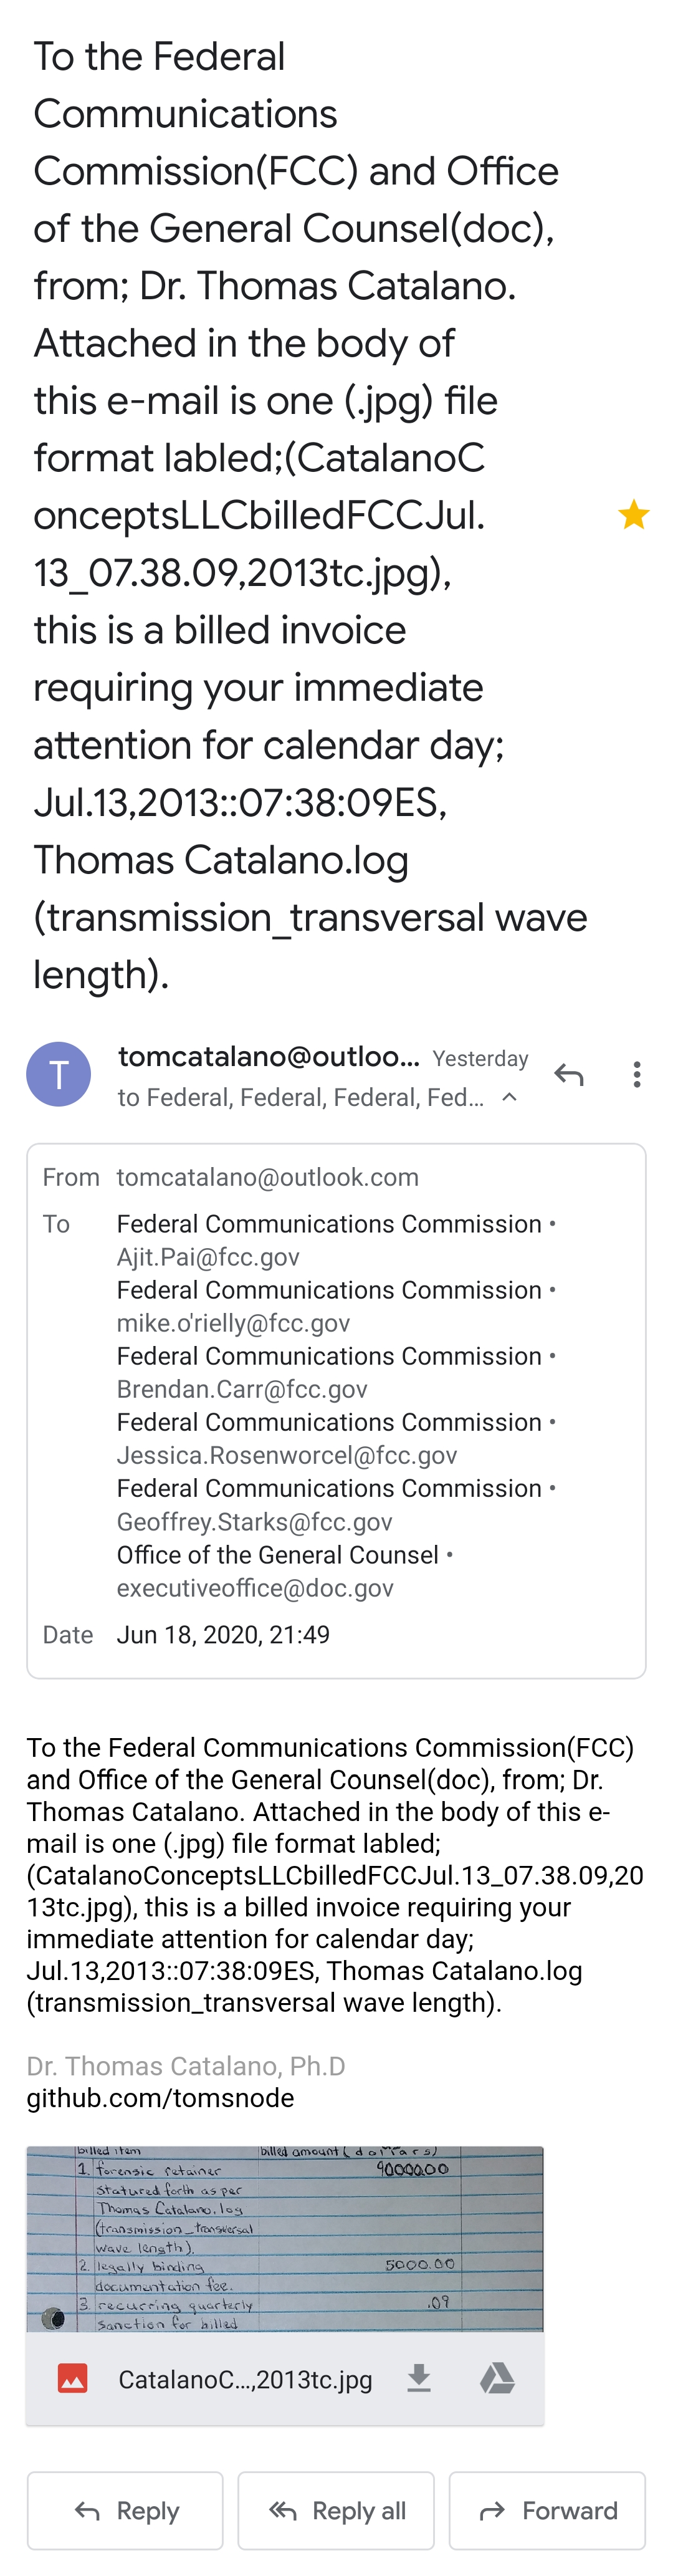 To the Federal
Communications
Commission(FCC) and Office
of the General Counsel(doc),
from; Dr. Thomas Catalano.
Attached in the body of
this e-mail is one (.jpg) file
format labled;(CatalanoC
onceptsLLCbilledFCCJul.
13_07.38.09,2013tc.jpg),
this is a billed invoice
requiring your immediate
attention for calendar day;
Jul.13,2013::07:38:09ES,
Thomas Catalano.log
(transmission_transversal wave
length).
T
tomcatalano@outloo... Yesterday
to Federal, Federal, Federal, Fed...
From tomcatalano@outlook.com
To Federal Communications Commission •
Ajit.Pai@fcc.gov
Federal Communications Commission •
mike.o'rielly@fcc.gov
Federal Communications Commission •
Brendan.Carr@fcc.gov
Federal Communications Commission •
Jessica.Rosenworcel@fcc.gov
Federal Communications Commission •
Geoffrey.Starks@fcc.gov
Office of the General Counsel •
executiveoffice@doc.gov
Date Jun 18, 2020, 21:49
To the Federal Communications Commission(FCC)
and Office of the General Counsel(doc), from; Dr.
Thomas Catalano. Attached in the body of this e-
mail is one (.jpg) file format labled;
(CatalanoConceptsLLCbilledFCCJul.13_07.38.09,20
13tc.jpg), this is a billed invoice requiring your
immediate attention for calendar day;
Jul.13,2013::07:38:09ES, Thomas Catalano.log
(transmission_transversal wave length).
Dr. Thomas Catalano, Ph.D
github.com/tomsnode
billed item billed amount (dollars)
1. forensic retainer
statured forth as per
Thomas Catalano.log
(transmission_transversal
wave length).
2. legally binding 5000.00
documentation fee.
3. recurring quarterly .09
sanction for billed
CatalanoC...,2013tc.jpg
Reply Reply all Forward